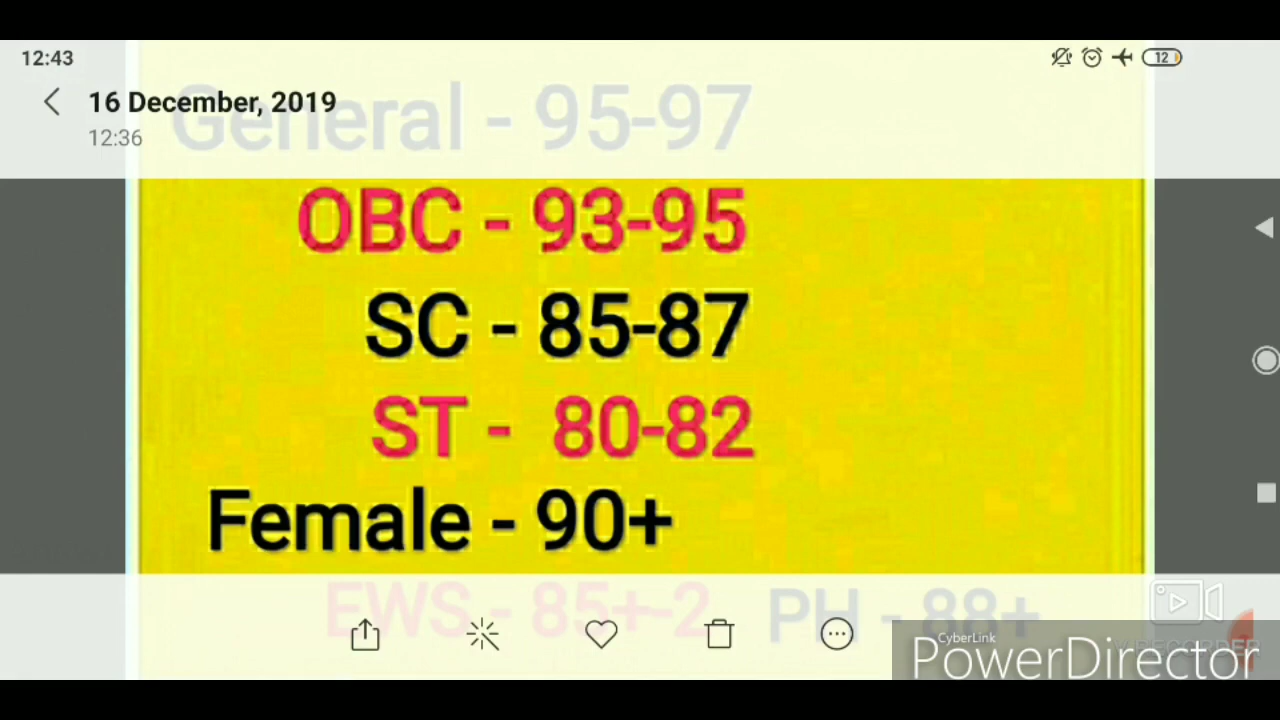 12:43
12
16 December, 2019
12:36
General - 95-97
OBC - 93-95
SC - 85-87
ST - 80-82
Female - 90+
EWS - 85+-2 PH - 88+
CyberLink
PowerDirector